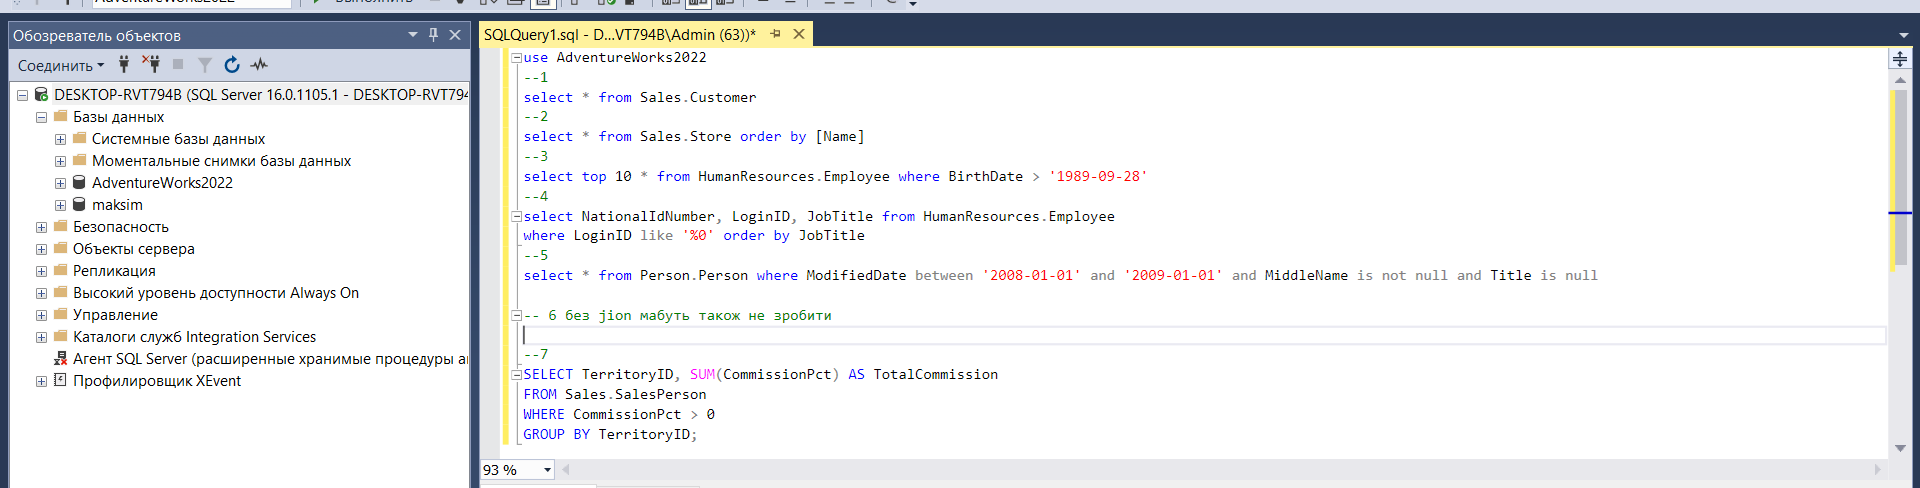 AdventureWorks2022
Выполнить
Обозреватель объектов
Соединить
DESKTOP-RVT794B (SQL Server 16.0.1105.1 - DESKTOP-RVT794
Базы данных
Системные базы данных
Моментальные снимки базы данных
AdventureWorks2022
maksim
Безопасность
Объекты сервера
Репликация
Высокий уровень доступности Always On
Управление
Каталоги служб Integration Services
Агент SQL Server (расширенные хранимые процедуры а
Профилировщик XEvent
SQLQuery1.sql - D...VT794B\Admin (63))*
use AdventureWorks2022
--1
select * from Sales.Customer
--2
select * from Sales.Store order by [Name]
--3
select top 10 * from HumanResources.Employee where BirthDate > '1989-09-28'
--4
select NationalIdNumber, LoginID, JobTitle from HumanResources.Employee
where LoginID like '%0' order by JobTitle
--5
select * from Person.Person where ModifiedDate between '2008-01-01' and '2009-01-01' and MiddleName is not null and Title is null
-- 6 без jion мабуть також не зробити
--7
SELECT TerritoryID, SUM(CommissionPct) AS TotalCommission
FROM Sales.SalesPerson
WHERE CommissionPct > 0
GROUP BY TerritoryID;
93 %